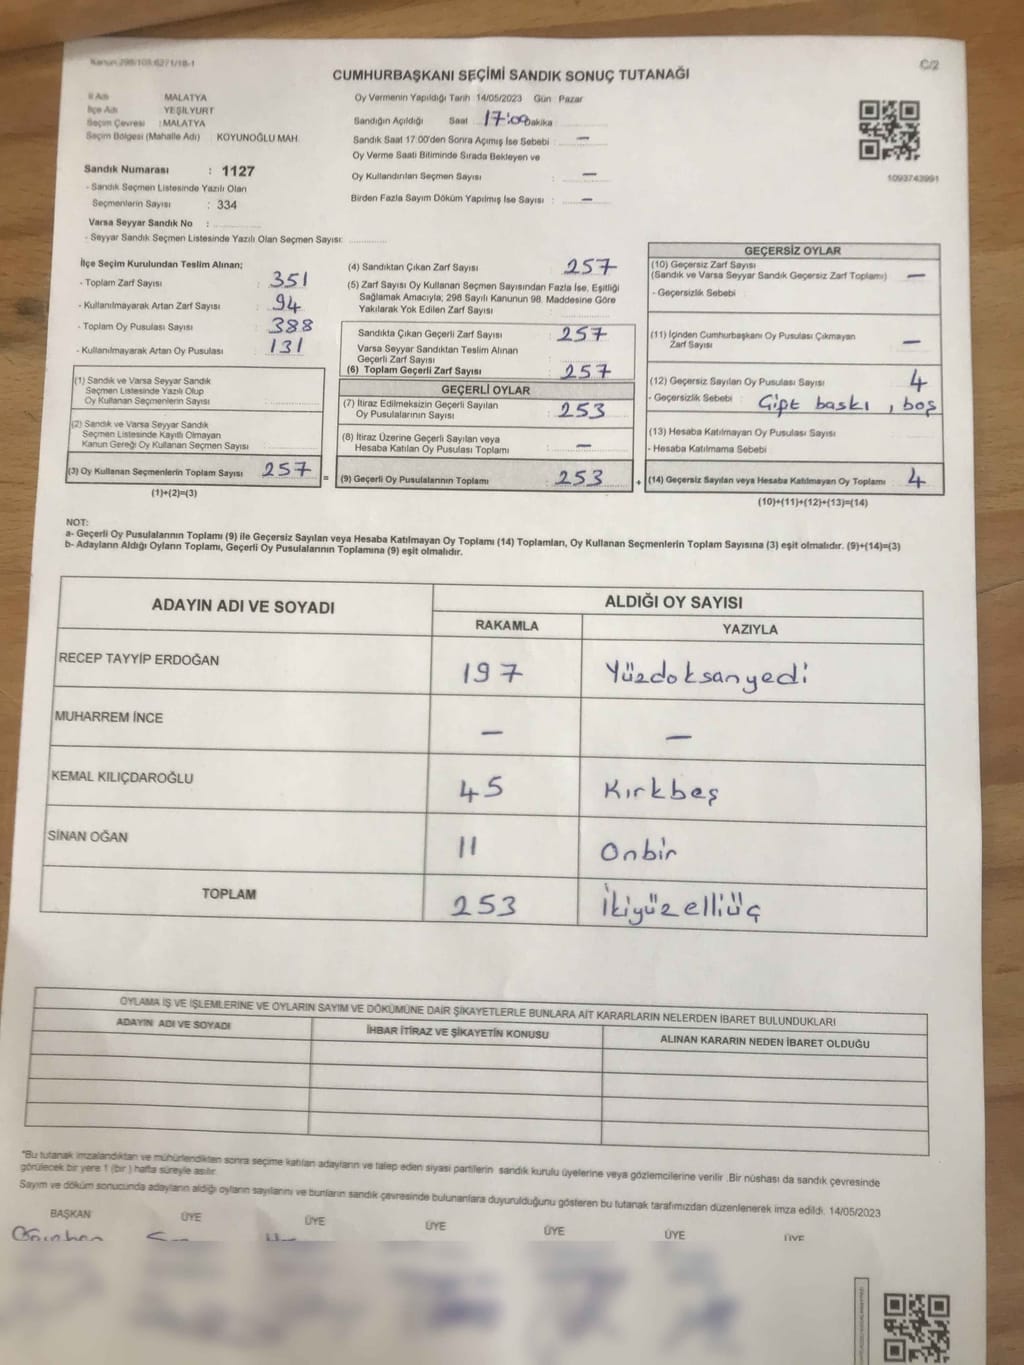 Kanun:298/105:6271/18-1
C/2
CUMHURBAŞKANI SEÇİMİ SANDIK SONUÇ TUTANAĞI
İl Adı MALATYA
İlçe Adı YEŞİLYURT
Seçim Çevresi : MALATYA
Seçim Bölgesi (Mahalle Adı) KOYUNOĞLU MAH.
Sandık Numarası : 1127
- Sandık Seçmen Listesinde Yazılı Olan
Seçmenlerin Sayısı : 334
Varsa Seyyar Sandık No :
- Seyyar Sandık Seçmen Listesinde Yazılı Olan Seçmen Sayısı:
Oy Vermenin Yapıldığı Tarih 14/05/2023 Gün : Pazar
Sandığın Açıldığı Saat 17:00 Dakika
Sandık Saat 17:00'den Sonra Açımış İse Sebebi : —
Oy Verme Saati Bitiminde Sırada Bekleyen ve
Oy Kullandırılan Seçmen Sayısı : —
Birden Fazla Sayım Döküm Yapılmış İse Sayısı : —
1093743991
İlçe Seçim Kurulundan Teslim Alınan;
- Toplam Zarf Sayısı : 351
- Kullanılmayarak Artan Zarf Sayısı : 94
- Toplam Oy Pusulası Sayısı : 388
- Kullanılmayarak Artan Oy Pusulası : 131
(1) Sandık ve Varsa Seyyar Sandık
Seçmen Listesinde Yazılı Olup
Oy Kullanan Seçmenlerin Sayısı :
(2) Sandık ve Varsa Seyyar Sandık
Seçmen Listesinde Kayıtlı Olmayan
Kanun Gereği Oy Kullanan Seçmen Sayısı :
(3) Oy Kullanan Seçmenlerin Toplam Sayısı 257
(1)+(2)=(3)
(4) Sandıktan Çıkan Zarf Sayısı : 257
(5) Zarf Sayısı Oy Kullanan Seçmen Sayısından Fazla İse, Eşitliği
Sağlamak Amacıyla; 298 Sayılı Kanunun 98. Maddesine Göre
Yakılarak Yok Edilen Zarf Sayısı :
Sandıkta Çıkan Geçerli Zarf Sayısı : 257
Varsa Seyyar Sandıktan Teslim Alınan
Geçerli Zarf Sayısı :
(6) Toplam Geçerli Zarf Sayısı : 257
GEÇERLİ OYLAR
(7) İtiraz Edilmeksizin Geçerli Sayılan
Oy Pusulalarının Sayısı : 253
(8) İtiraz Üzerine Geçerli Sayılan veya
Hesaba Katılan Oy Pusulası Toplamı : —
= (9) Geçerli Oy Pusulalarının Toplamı : 253
GEÇERSİZ OYLAR
(10) Geçersiz Zarf Sayısı
(Sandık ve Varsa Seyyar Sandık Geçersiz Zarf Toplamı) : —
- Geçersizlik Sebebi :
(11) İçinden Cumhurbaşkanı Oy Pusulası Çıkmayan
Zarf Sayısı : —
(12) Geçersiz Sayılan Oy Pusulası Sayısı : 4
- Geçersizlik Sebebi : Çipt baskı , boş
(13) Hesaba Katılmayan Oy Pusulası Sayısı :
- Hesaba Katılmama Sebebi :
+ (14) Geçersiz Sayılan veya Hesaba Katılmayan Oy Toplamı : 4
(10)+(11)+(12)+(13)=(14)
NOT:
a- Geçerli Oy Pusulalarının Toplamı (9) ile Geçersiz Sayılan veya Hesaba Katılmayan Oy Toplamı (14) Toplamları, Oy Kullanan Seçmenlerin Toplam Sayısına (3) eşit olmalıdır. (9)+(14)=(3)
b- Adayların Aldığı Oyların Toplamı, Geçerli Oy Pusulalarının Toplamına (9) eşit olmalıdır.
ADAYIN ADI VE SOYADI ALDIĞI OY SAYISI
RAKAMLA YAZIYLA
RECEP TAYYİP ERDOĞAN 197 Yüzdoksanyedi
MUHARREM İNCE — —
KEMAL KILIÇDAROĞLU 45 Kırkbeş
SİNAN OĞAN 11 Onbir
TOPLAM 253 İkiyüzelliüç
OYLAMA İŞ VE İŞLEMLERİNE VE OYLARIN SAYIM VE DÖKÜMÜNE DAİR ŞİKAYETLERLE BUNLARA AİT KARARLARIN NELERDEN İBARET BULUNDUKLARI
ADAYIN ADI VE SOYADI İHBAR İTİRAZ VE ŞİKAYETİN KONUSU ALINAN KARARIN NEDEN İBARET OLDUĞU
"Bu tutanak imzalandıktan ve mühürlendikten sonra seçime katılan adayların ve talep eden siyasi partilerin sandık kurulu üyelerine veya gözlemcilerine verilir. Bir nüshası da sandık çevresinde
görülecek bir yere 1 (bir ) hafta süreyle asılır.
Sayım ve döküm sonucunda adayların aldığı oyların sayılarını ve bunların sandık çevresinde bulunanlara duyurulduğunu gösteren bu tutanak tarafımızdan düzenlenerek imza edildi. 14/05/2023
BAŞKAN ÜYE ÜYE ÜYE ÜYE ÜYE ÜYE